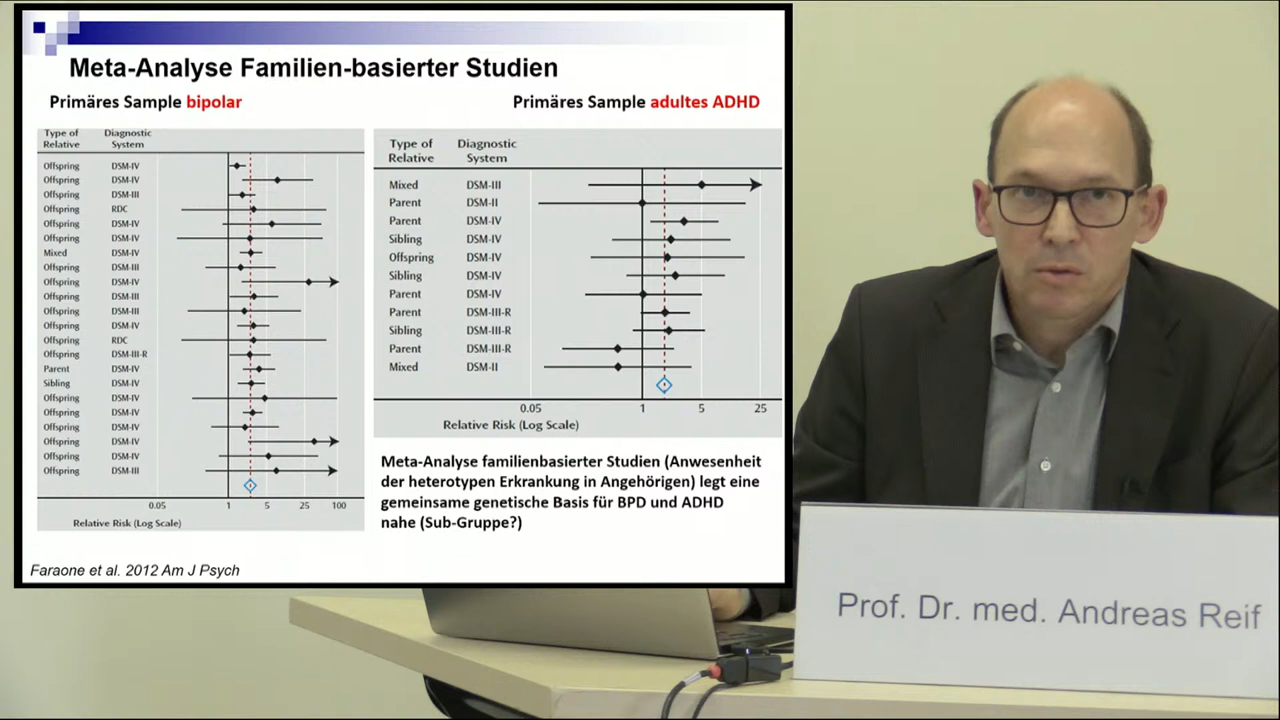 Meta-Analyse Familien-basierter Studien
Primäres Sample bipolar
Primäres Sample adultes ADHD
Type of Relative Diagnostic System
Offspring DSM-IV
Offspring DSM-IV
Offspring DSM-III
Offspring RDC
Offspring DSM-IV
Offspring DSM-IV
Mixed DSM-IV
Offspring DSM-III
Offspring DSM-IV
Offspring DSM-III
Offspring DSM-III
Offspring DSM-IV
Offspring RDC
Offspring DSM-III-R
Parent DSM-IV
Sibling DSM-IV
Offspring DSM-IV
Offspring DSM-IV
Offspring DSM-IV
Offspring DSM-IV
Offspring DSM-IV
Offspring DSM-III
0.05 1 5 25 100
Relative Risk (Log Scale)
Type of Relative Diagnostic System
Mixed DSM-III
Parent DSM-II
Parent DSM-IV
Sibling DSM-IV
Offspring DSM-IV
Sibling DSM-IV
Parent DSM-IV
Parent DSM-III-R
Sibling DSM-III-R
Parent DSM-III-R
Mixed DSM-II
0.05 1 5 25
Relative Risk (Log Scale)
Meta-Analyse familienbasierter Studien (Anwesenheit
der heterotypen Erkrankung in Angehörigen) legt eine
gemeinsame genetische Basis für BPD und ADHD
nahe (Sub-Gruppe?)
Faraone et al. 2012 Am J Psych
Prof. Dr. med. Andreas Reif